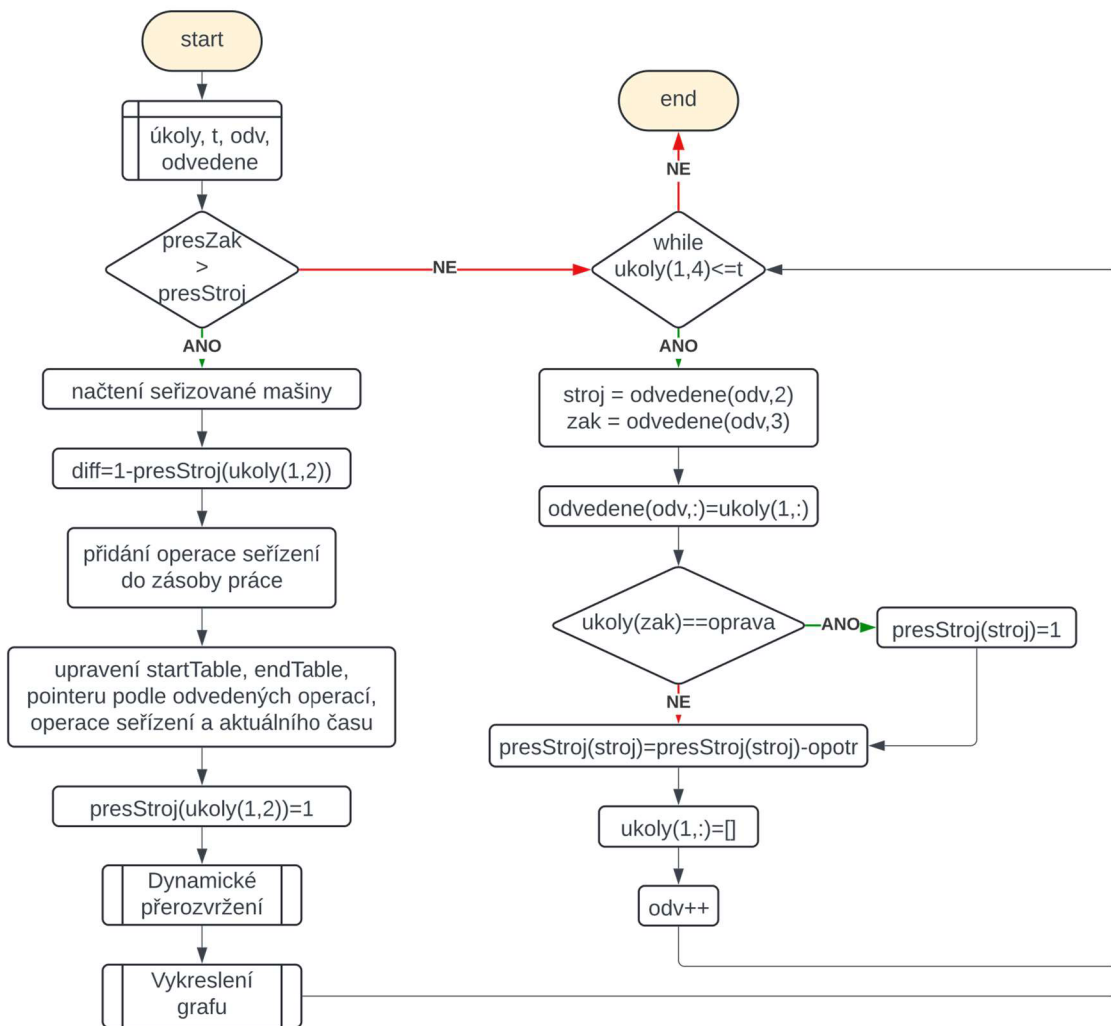 start
úkoly, t, odv,
odvedene
presZak
>
presStroj
NE
ANO
načtení seřizované mašiny
diff=1-presStroj(ukoly(1,2))
přidání operace seřízení
do zásoby práce
upravení startTable, endTable,
pointeru podle odvedených operací,
operace seřízení a aktuálního času
presStroj(ukoly(1,2))=1
Dynamické
přerozvržení
Vykreslení
grafu
end
NE
while
ukoly(1,4)<=t
ANO
stroj = odvedene(odv,2)
zak = odvedene(odv,3)
odvedene(odv,:)=ukoly(1,:)
ukoly(zak)==oprava
ANO
presStroj(stroj)=1
NE
presStroj(stroj)=presStroj(stroj)-opotr
ukoly(1,:)=[]
odv++